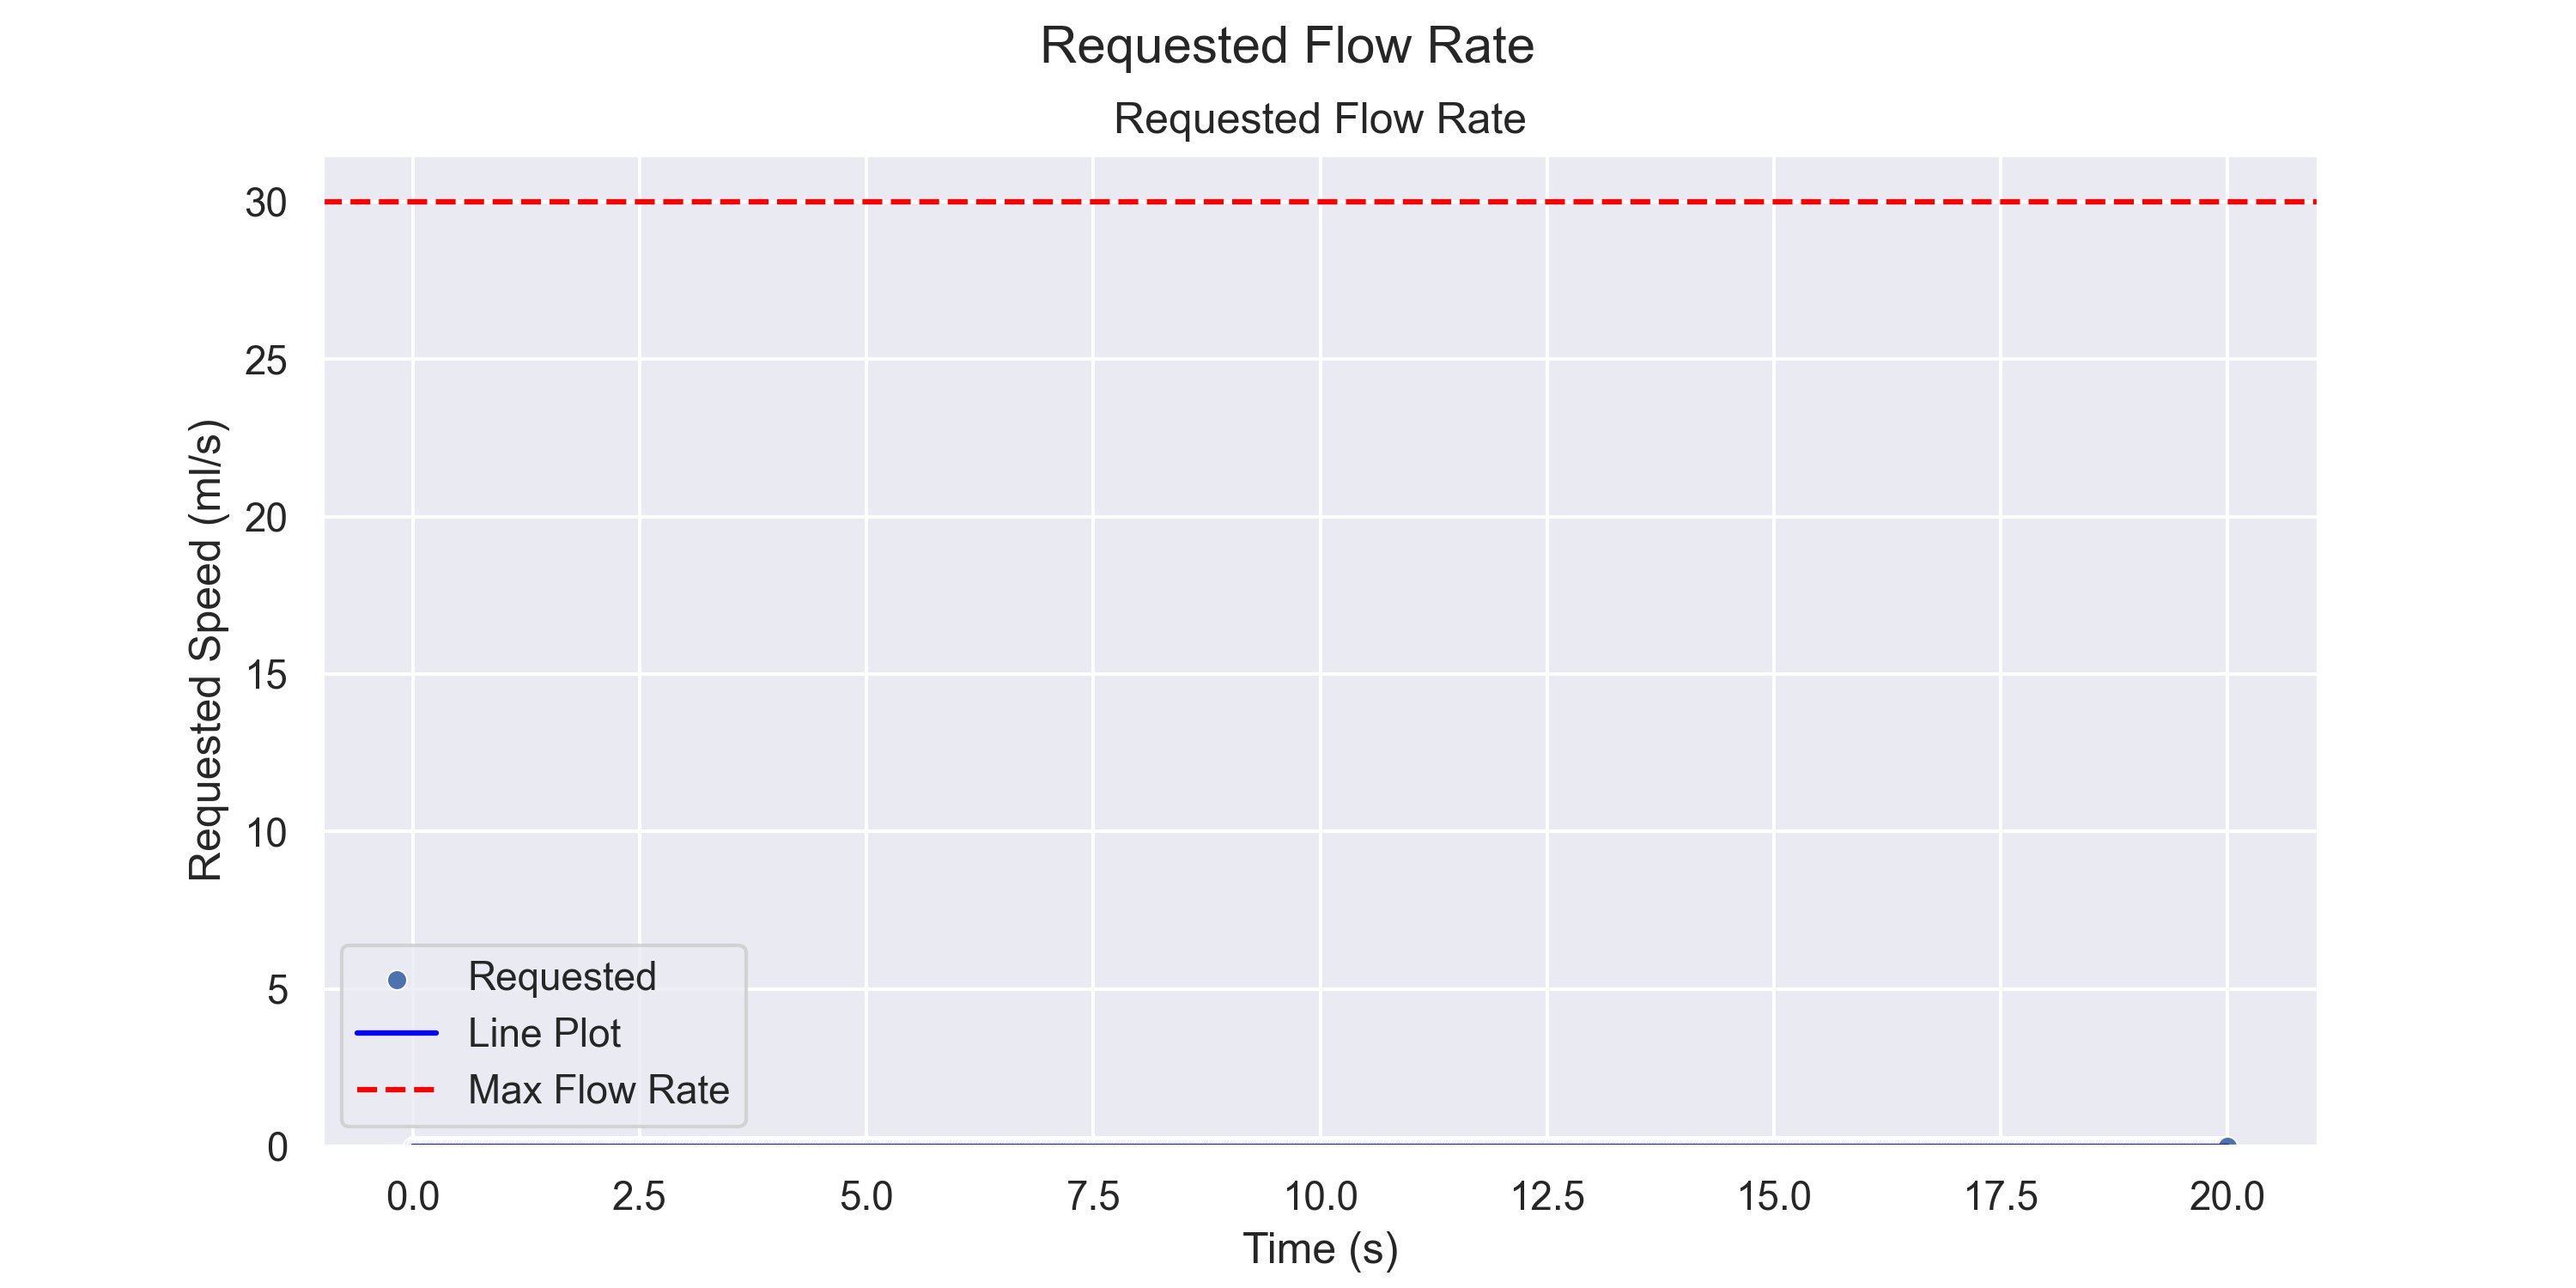 Requested Flow Rate
Requested Flow Rate
30
25
20
15
10
5
0
Requested Speed (ml/s)
Requested
Line Plot
Max Flow Rate
0.0 2.5 5.0 7.5 10.0 12.5 15.0 17.5 20.0
Time (s)